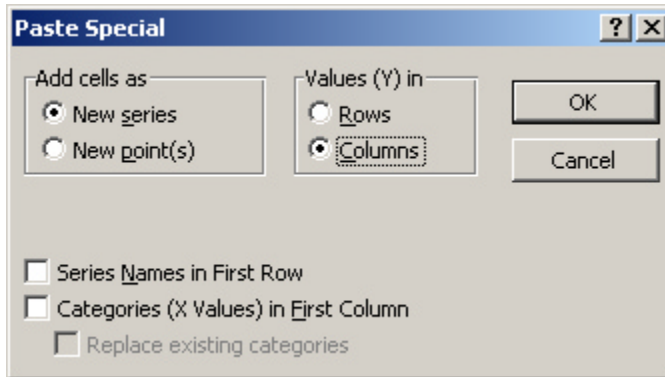 Paste Special
Add cells as
New series
New point(s)
Values (Y) in
Rows
Columns
OK
Cancel
Series Names in First Row
Categories (X Values) in First Column
Replace existing categories